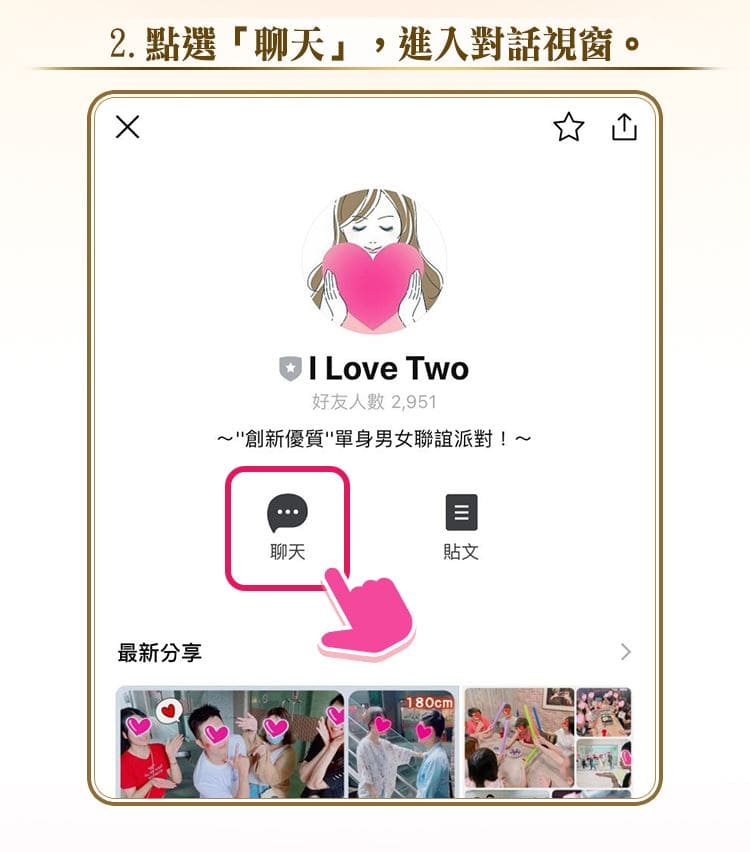 2. 點選「聊天」，進入對話視窗。
I Love Two
好友人數 2,951
～"創新優質"單身男女聯誼派對！～
聊天
貼文
最新分享
180cm